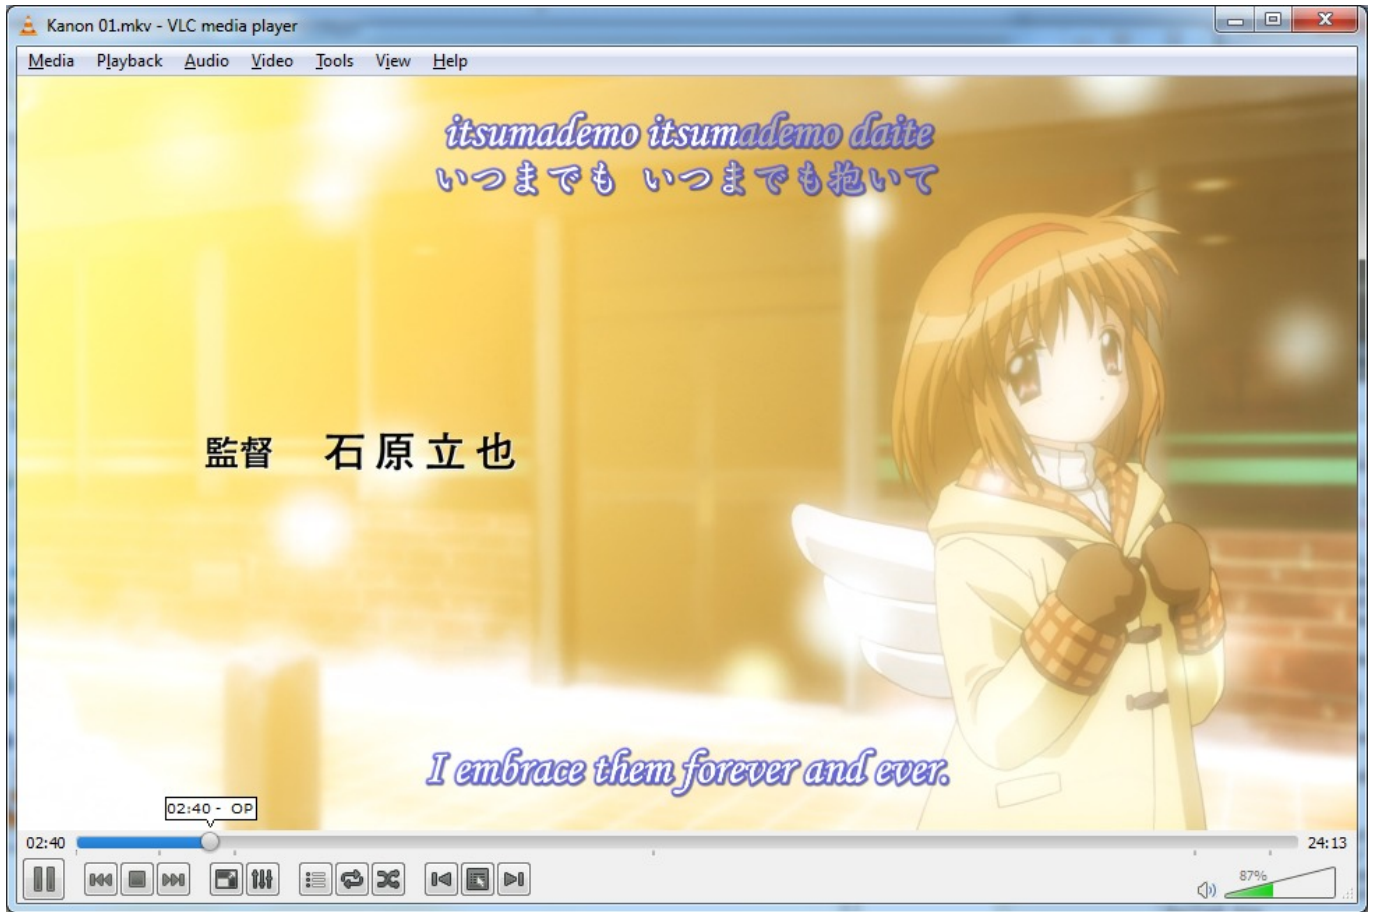 Kanon 01.mkv - VLC media player
Media Playback Audio Video Tools View Help
itsumademo itsumademo daite
いつまでも いつまでも抱いて
監督 石原立也
I embrace them forever and ever.
02:40 - OP
02:40 24:13
87%